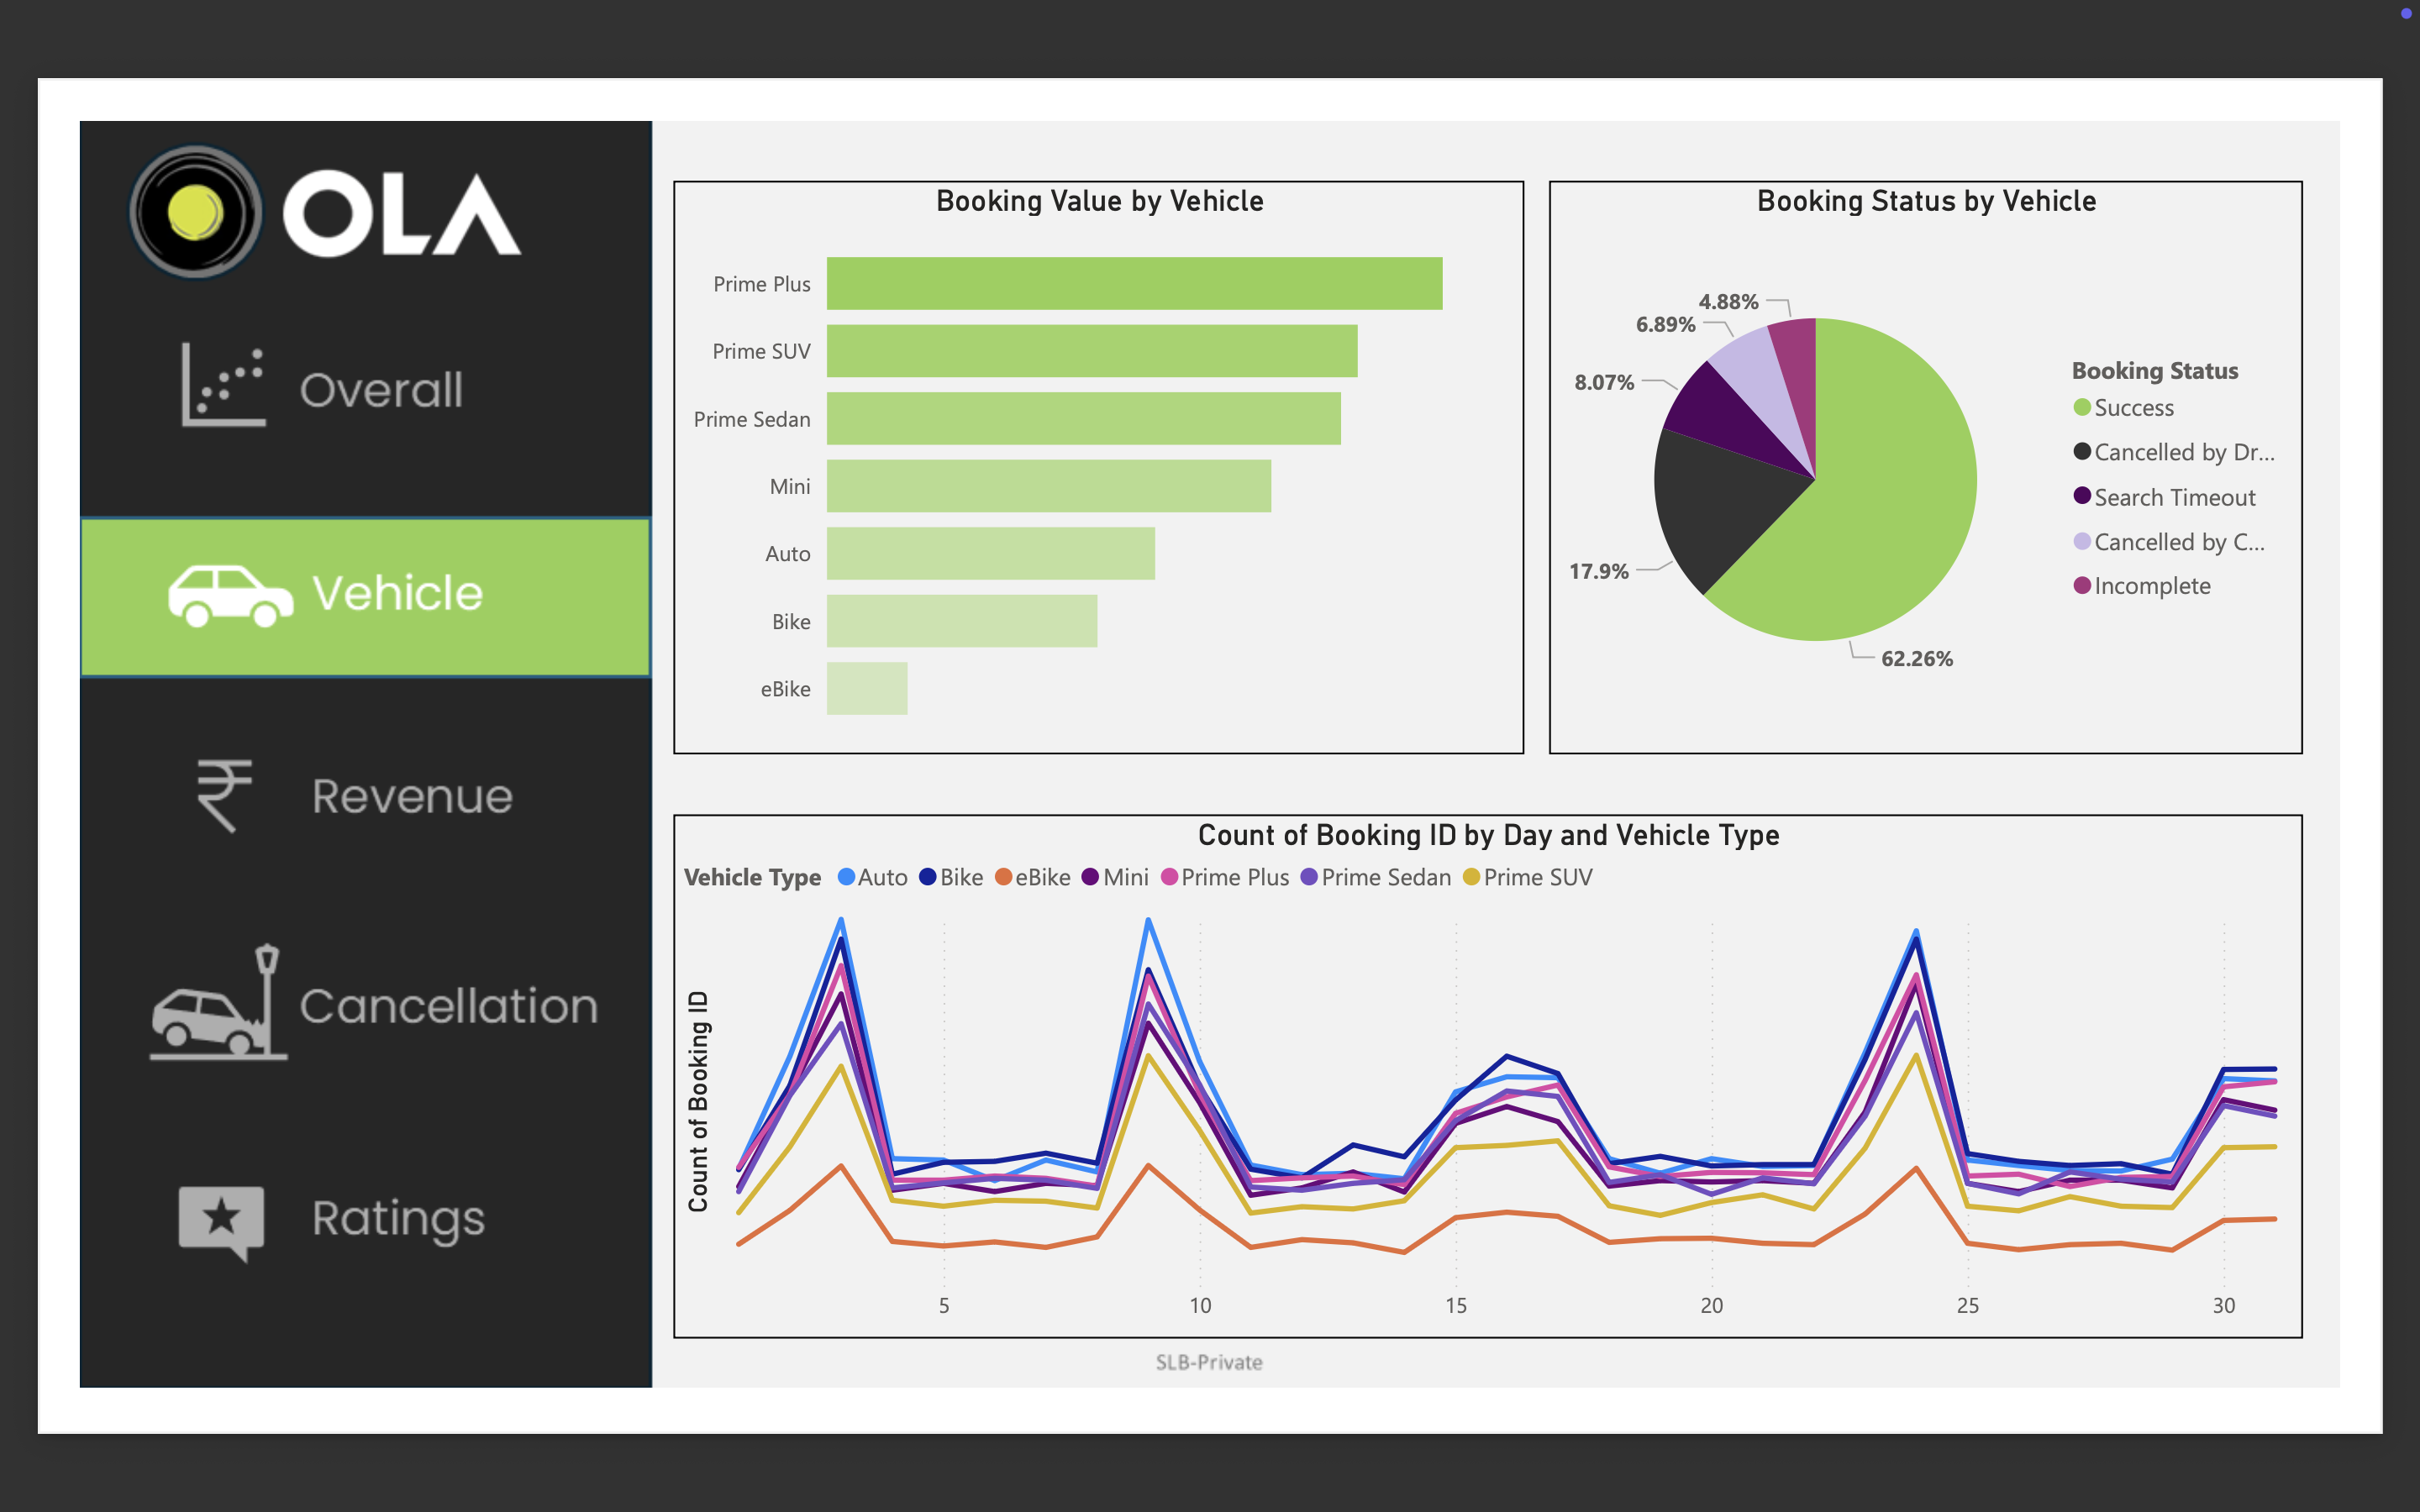 OLA
Overall
Vehicle
₹ Revenue
Cancellation
Ratings
Booking Value by Vehicle
Prime Plus
Prime SUV
Prime Sedan
Mini
Auto
Bike
eBike
Booking Status by Vehicle
4.88%
6.89%
8.07%
17.9%
62.26%
Booking Status
Success
Cancelled by Dr...
Search Timeout
Cancelled by C...
Incomplete
Count of Booking ID by Day and Vehicle Type
Vehicle Type Auto Bike eBike Mini Prime Plus Prime Sedan Prime SUV
Count of Booking ID
5 10 15 20 25 30
SLB-Private